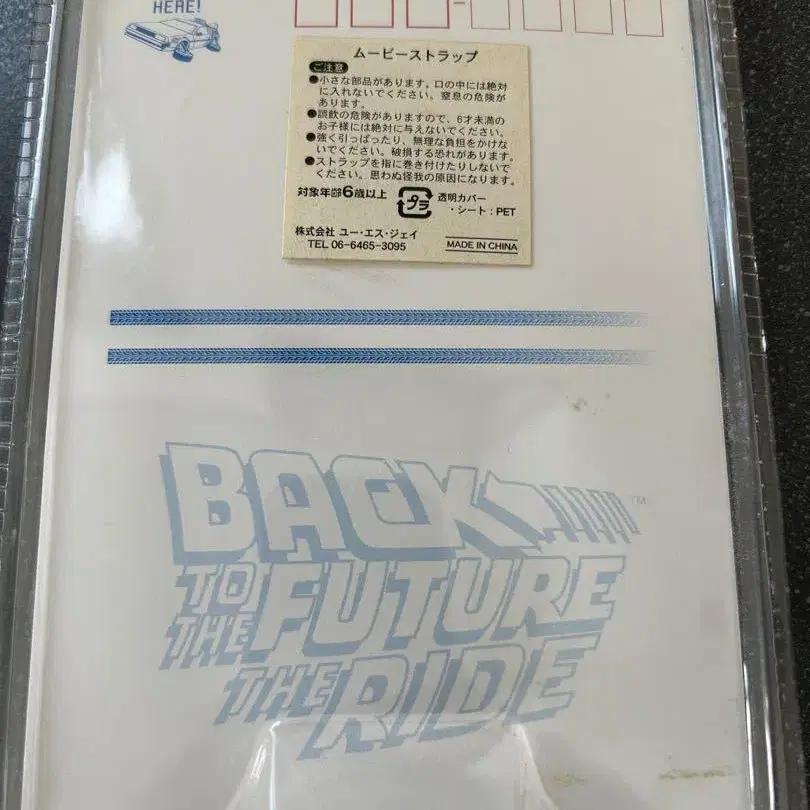 HERE!
ムービーストラップ
ご注意
●小さな部品があります。口の中には絶対
に入れないでください。窒息の危険が
あります。
●誤飲の危険がありますので、6才未満の
お子様には絶対に与えないでください。
●強く引っぱったり、無理な負担をかけな
いでください。破損する恐れがあります。
●ストラップを指に巻き付けたりしないで
ください。思わぬ怪我の原因になります。
対象年齢6歳以上
プラ
透明カバー
・シート:PET
株式会社 ユー・エス・ジェイ
TEL 06-6465-3095
MADE IN CHINA
BACK
TO THE FUTURE
THE RIDE
TM